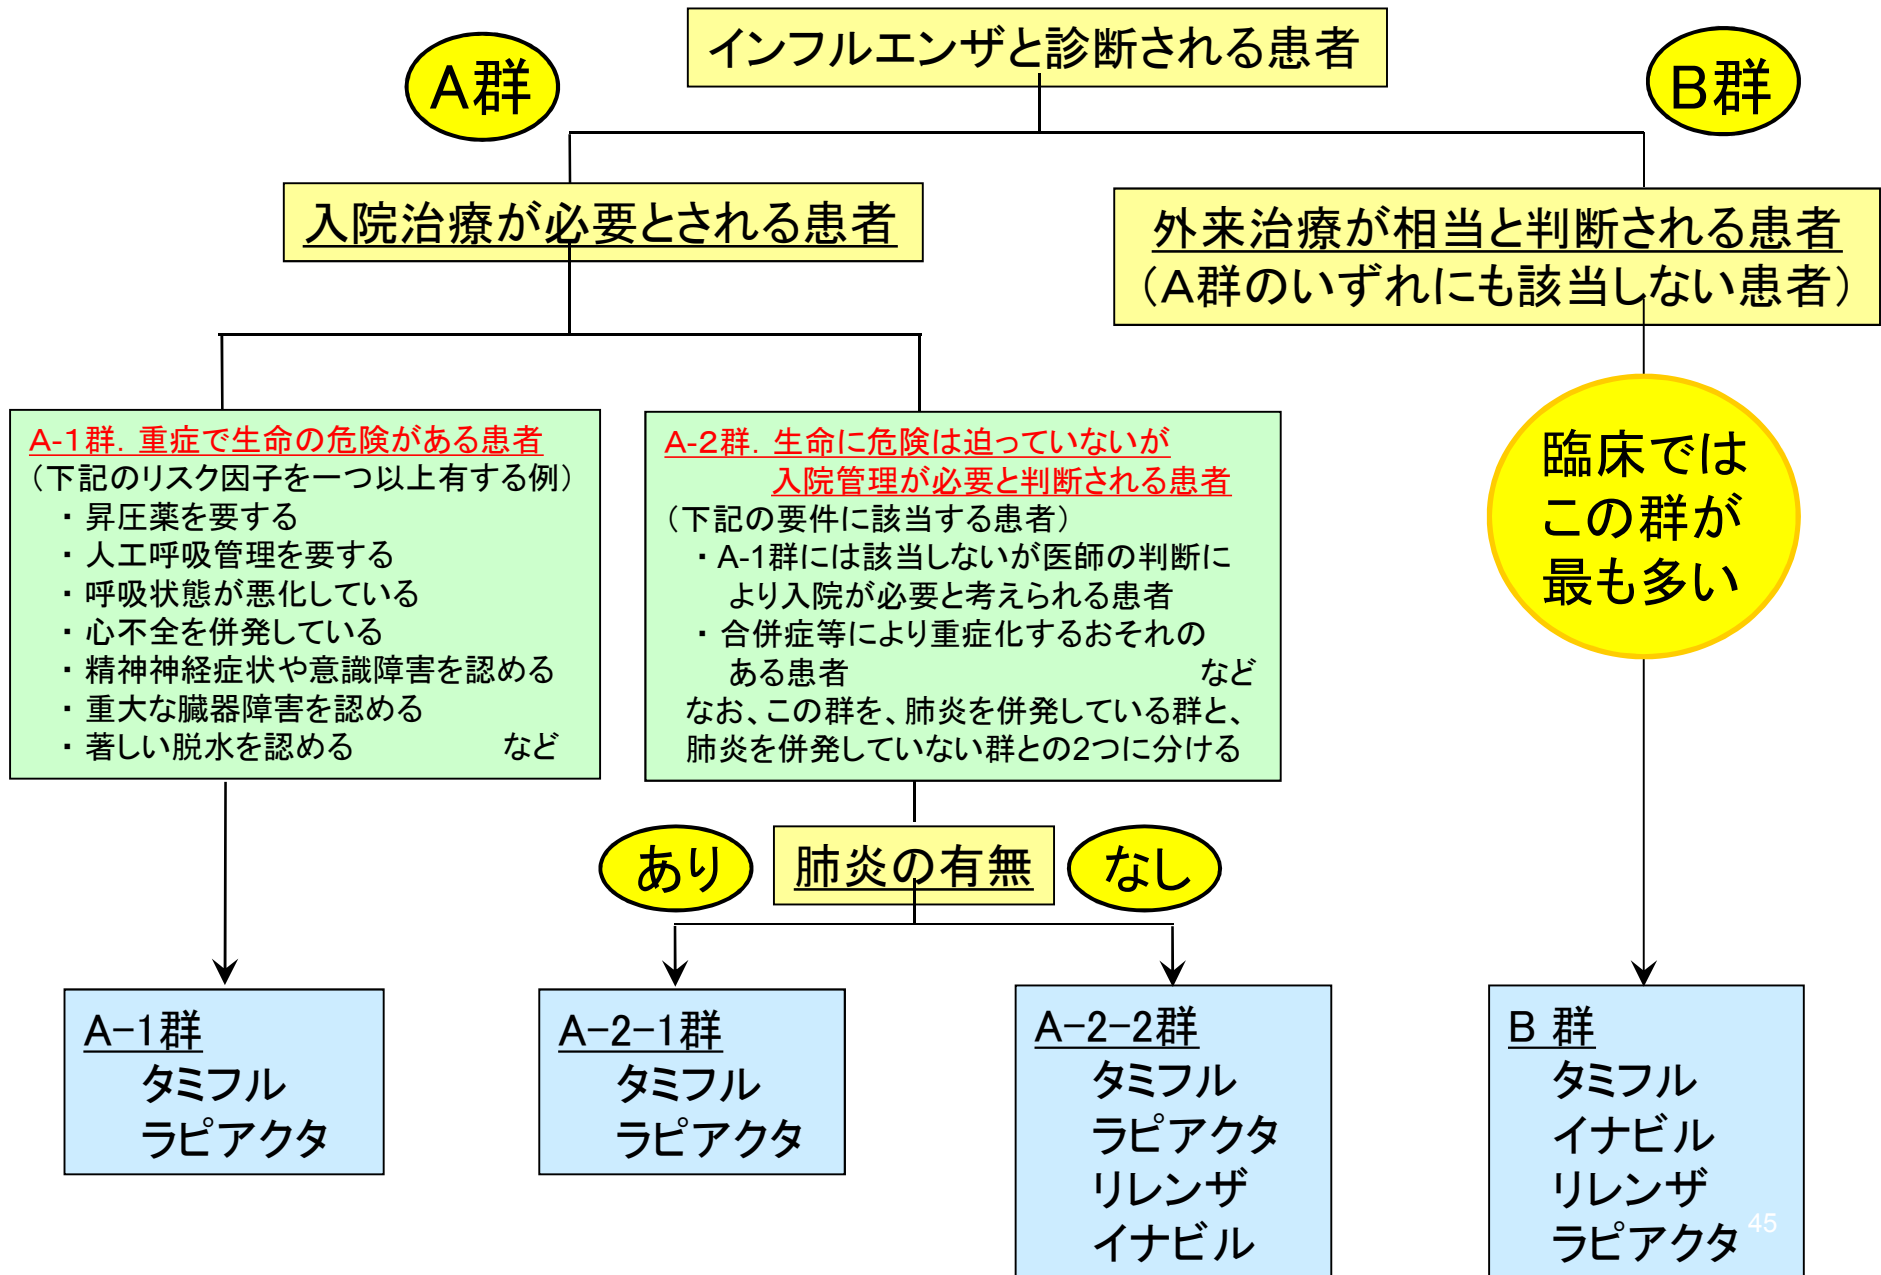 インフルエンザと診断される患者
A群
B群
入院治療が必要とされる患者
外来治療が相当と判断される患者
（A群のいずれにも該当しない患者）
A-1群. 重症で生命の危険がある患者
（下記のリスク因子を一つ以上有する例）
・ 昇圧薬を要する
・ 人工呼吸管理を要する
・ 呼吸状態が悪化している
・ 心不全を併発している
・ 精神神経症状や意識障害を認める
・ 重大な臓器障害を認める
・ 著しい脱水を認める など
A-2群. 生命に危険は迫っていないが
入院管理が必要と判断される患者
（下記の要件に該当する患者）
・ A-1群には該当しないが医師の判断に
より入院が必要と考えられる患者
・ 合併症等により重症化するおそれの
ある患者 など
なお、この群を、肺炎を併発している群と、
肺炎を併発していない群との2つに分ける
臨床では
この群が
最も多い
あり
肺炎の有無
なし
A-1群
タミフル
ラピアクタ
A-2-1群
タミフル
ラピアクタ
A-2-2群
タミフル
ラピアクタ
リレンザ
イナビル
B 群
タミフル
イナビル
リレンザ
ラピアクタ
45